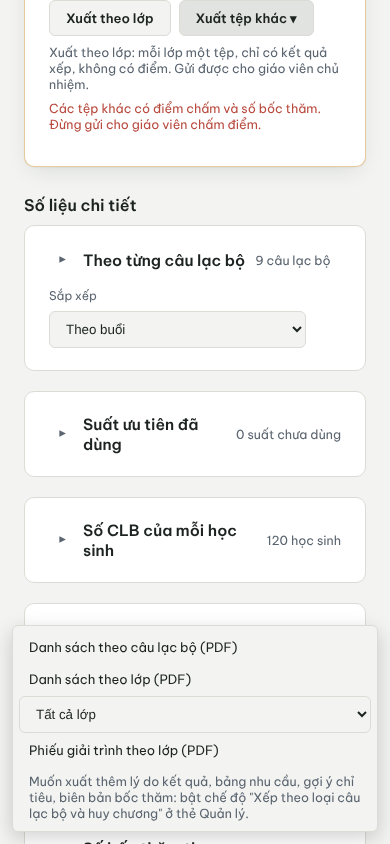 Xuất theo lớp
Xuất tệp khác ▾
Xuất theo lớp: mỗi lớp một tệp, chỉ có kết quả
xếp, không có điểm. Gửi được cho giáo viên chủ
nhiệm.
Các tệp khác có điểm chấm và số bốc thăm.
Đừng gửi cho giáo viên chấm điểm.
Số liệu chi tiết
Theo từng câu lạc bộ
9 câu lạc bộ
Sắp xếp
Theo buổi
Suất ưu tiên đã
dùng
0 suất chưa dùng
Số CLB của mỗi học
sinh
120 học sinh
Danh sách theo câu lạc bộ (PDF)
Danh sách theo lớp (PDF)
Tất cả lớp
Phiếu giải trình theo lớp (PDF)
Muốn xuất thêm lý do kết quả, bảng nhu cầu, gợi ý chỉ
tiêu, biên bản bốc thăm: bật chế độ "Xếp theo loại câu
lạc bộ và huy chương" ở thẻ Quản lý.